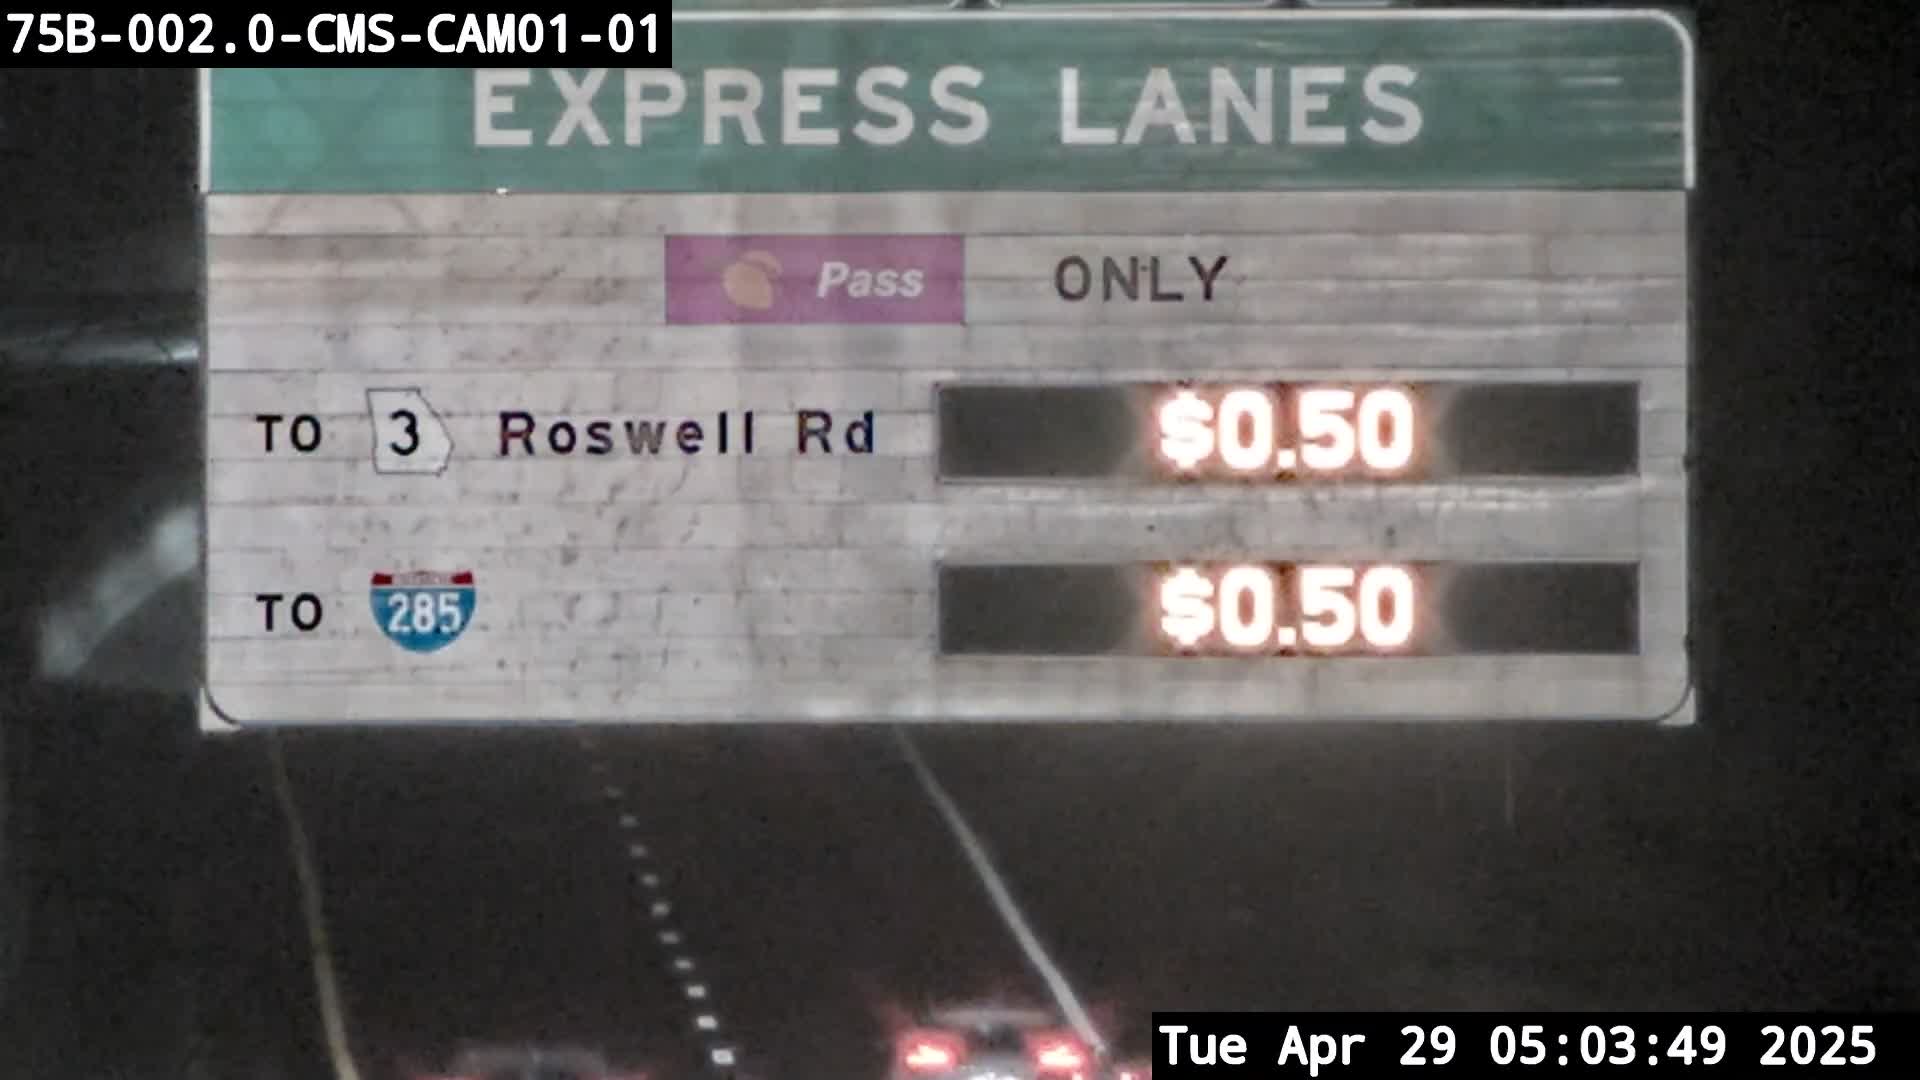 75B-002.0-CMS-CAM01-01
EXPRESS LANES
Pass ONLY
TO 3 Roswell Rd $0.50
TO 285 $0.50
Tue Apr 29 05:03:49 2025